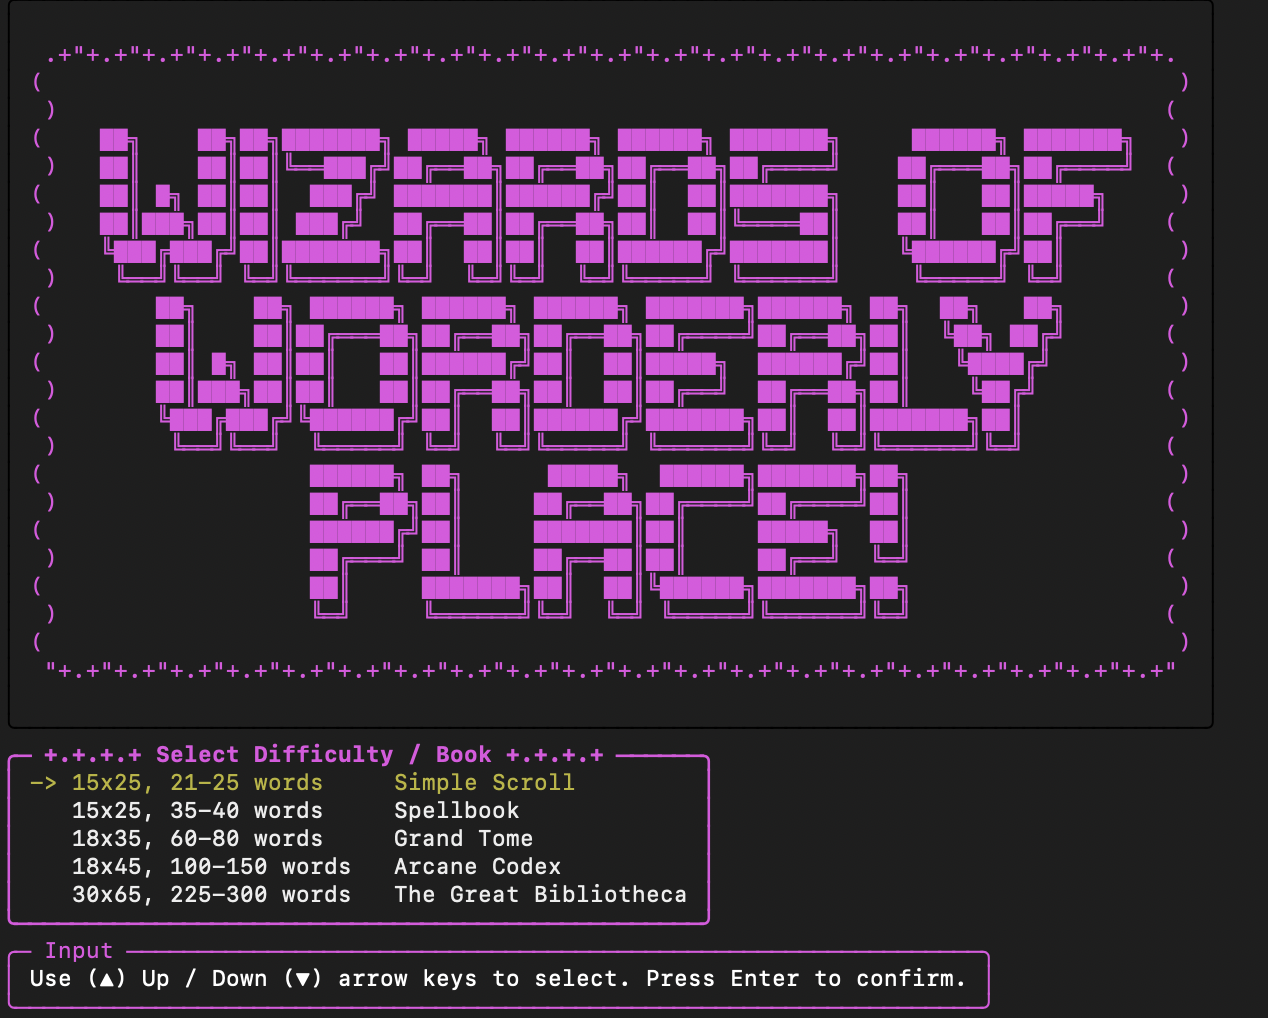 WIZARDS OF
WORDERLY
PLACE!
+.+.+.+ Select Difficulty / Book +.+.+.+
-> 15x25, 21-25 words Simple Scroll
15x25, 35-40 words Spellbook
18x35, 60-80 words Grand Tome
18x45, 100-150 words Arcane Codex
30x65, 225-300 words The Great Bibliotheca
Input
Use (▲) Up / Down (▼) arrow keys to select. Press Enter to confirm.